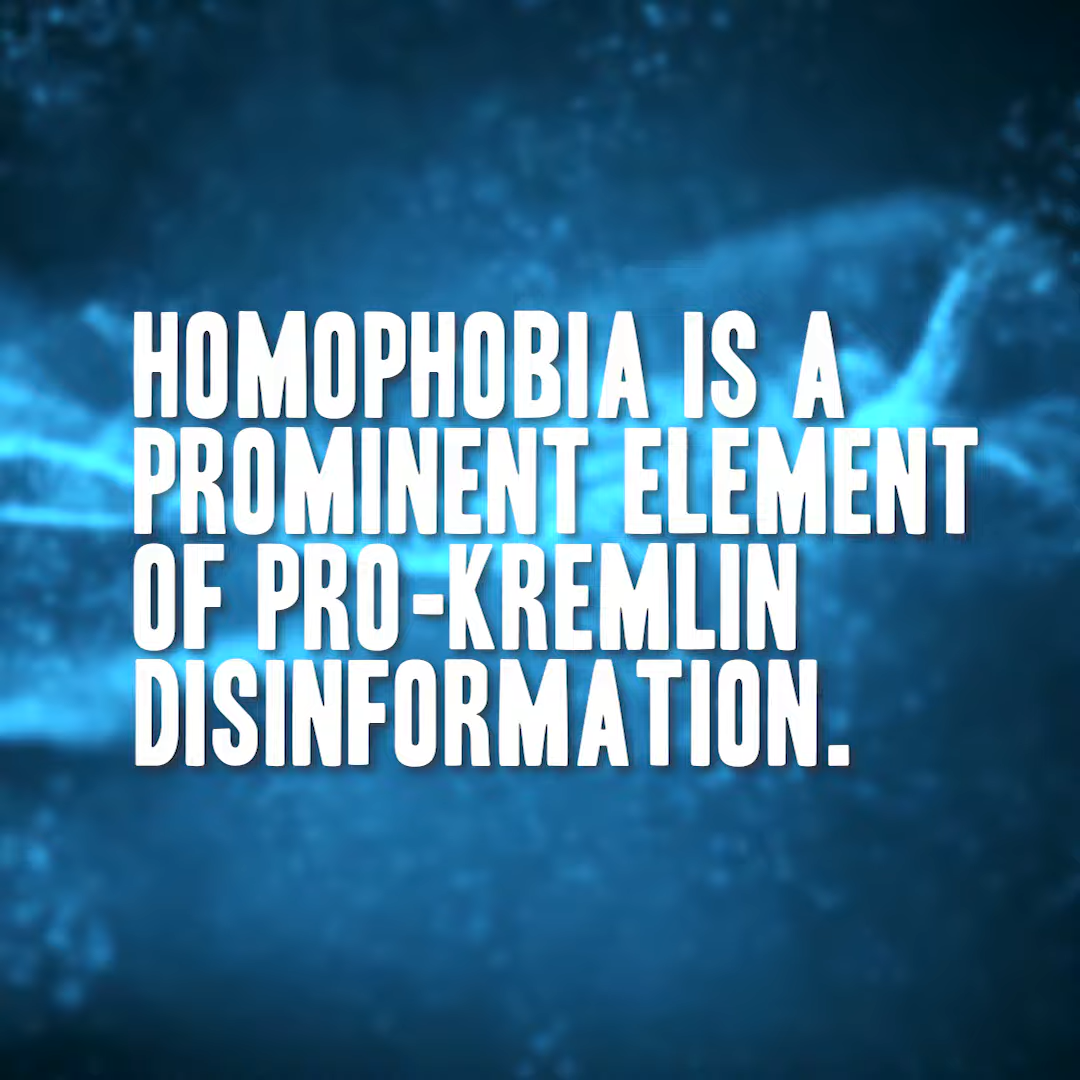 HOMOPHOBIA IS A
PROMINENT ELEMENT
OF PRO-KREMLIN
DISINFORMATION.